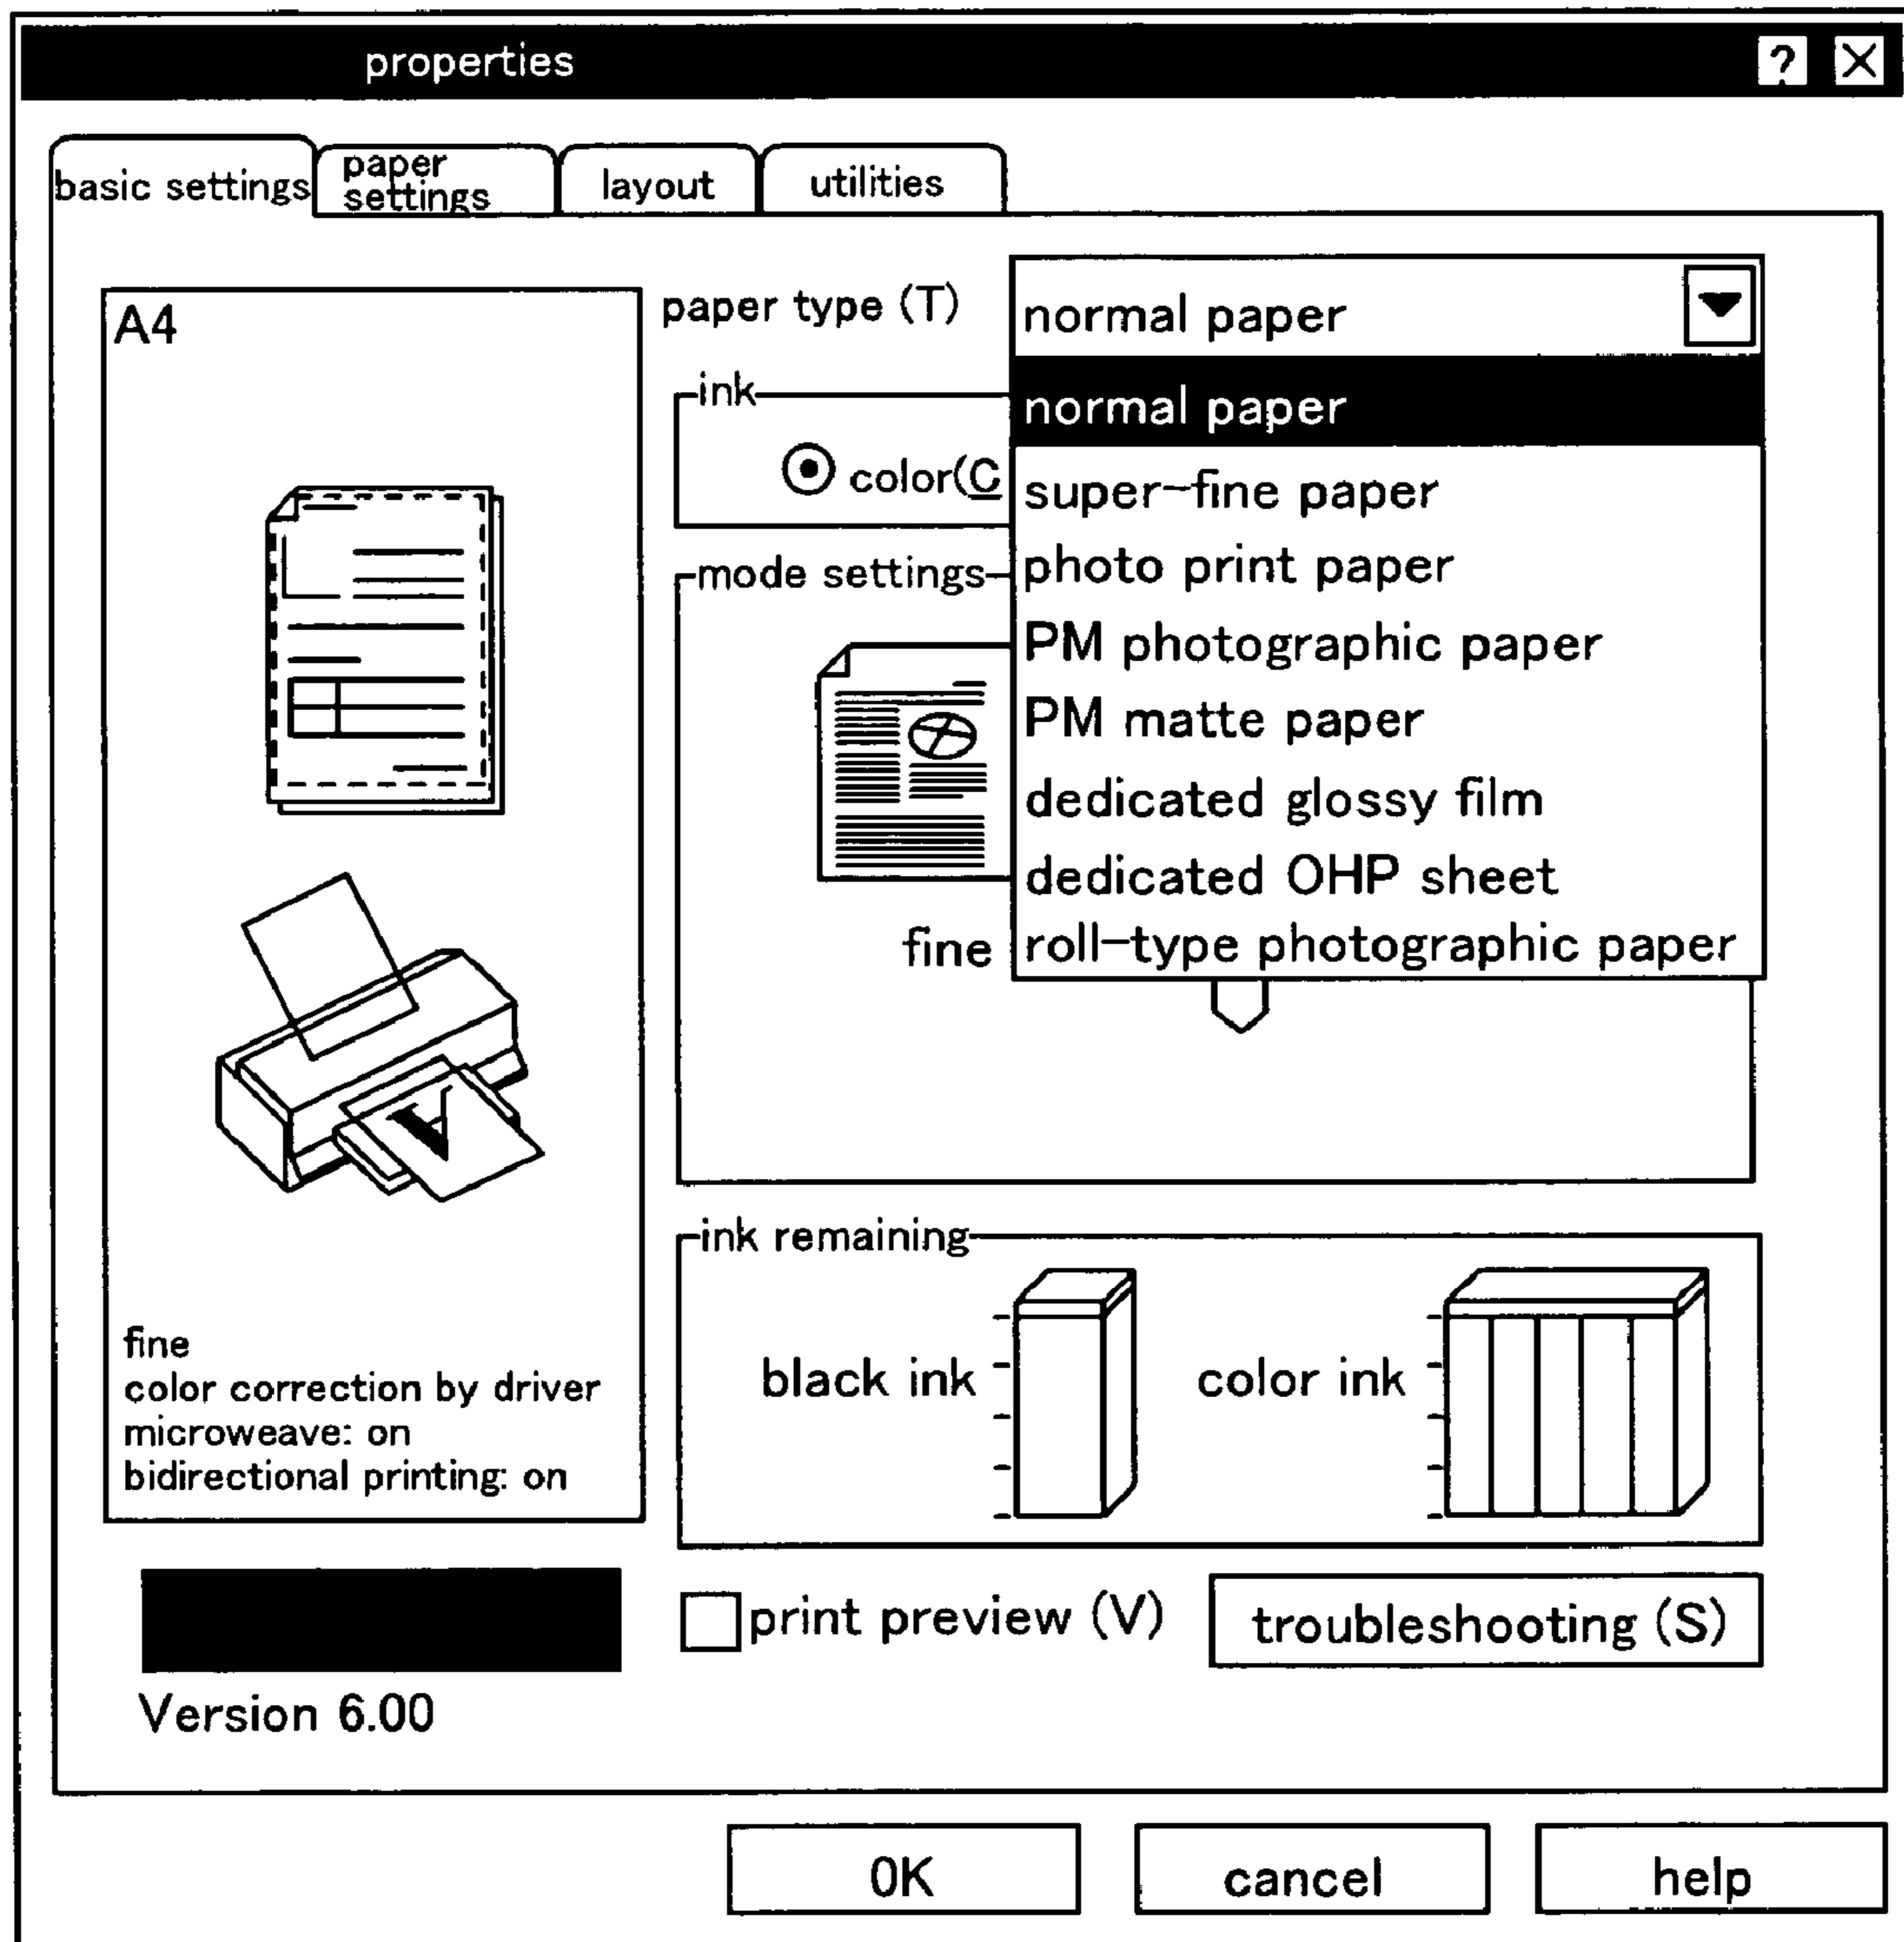 properties
?
basic settings
paper
settings
layout
utilities
A4
paper type (T)
normal paper
normal paper
super-fine paper
photo print paper
PM photographic paper
PM matte paper
dedicated glossy film
dedicated OHP sheet
roll-type photographic paper
ink
color(C
mode settings
fine
A
fine
color correction by driver
microweave: on
bidirectional printing: on
ink remaining
black ink
color ink
print preview (V)
troubleshooting (S)
Version 6.00
OK
cancel
help